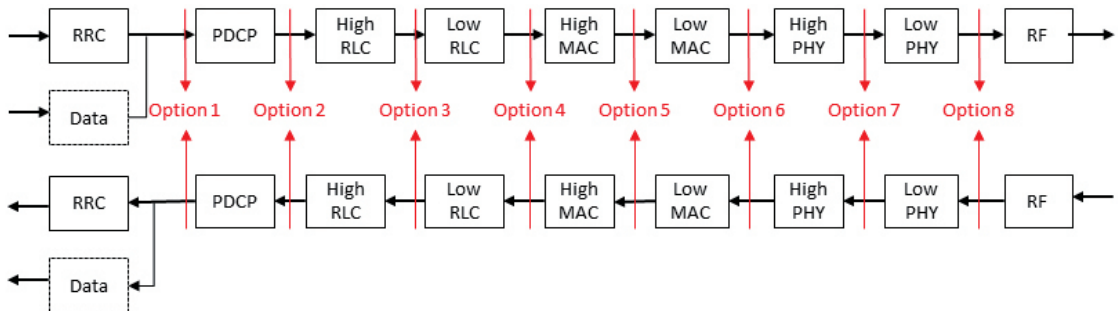 RRC
PDCP
High
RLC
Low
RLC
High
MAC
Low
MAC
High
PHY
Low
PHY
RF
Data
Option 1
Option 2
Option 3
Option 4
Option 5
Option 6
Option 7
Option 8
RRC
PDCP
High
RLC
Low
RLC
High
MAC
Low
MAC
High
PHY
Low
PHY
RF
Data